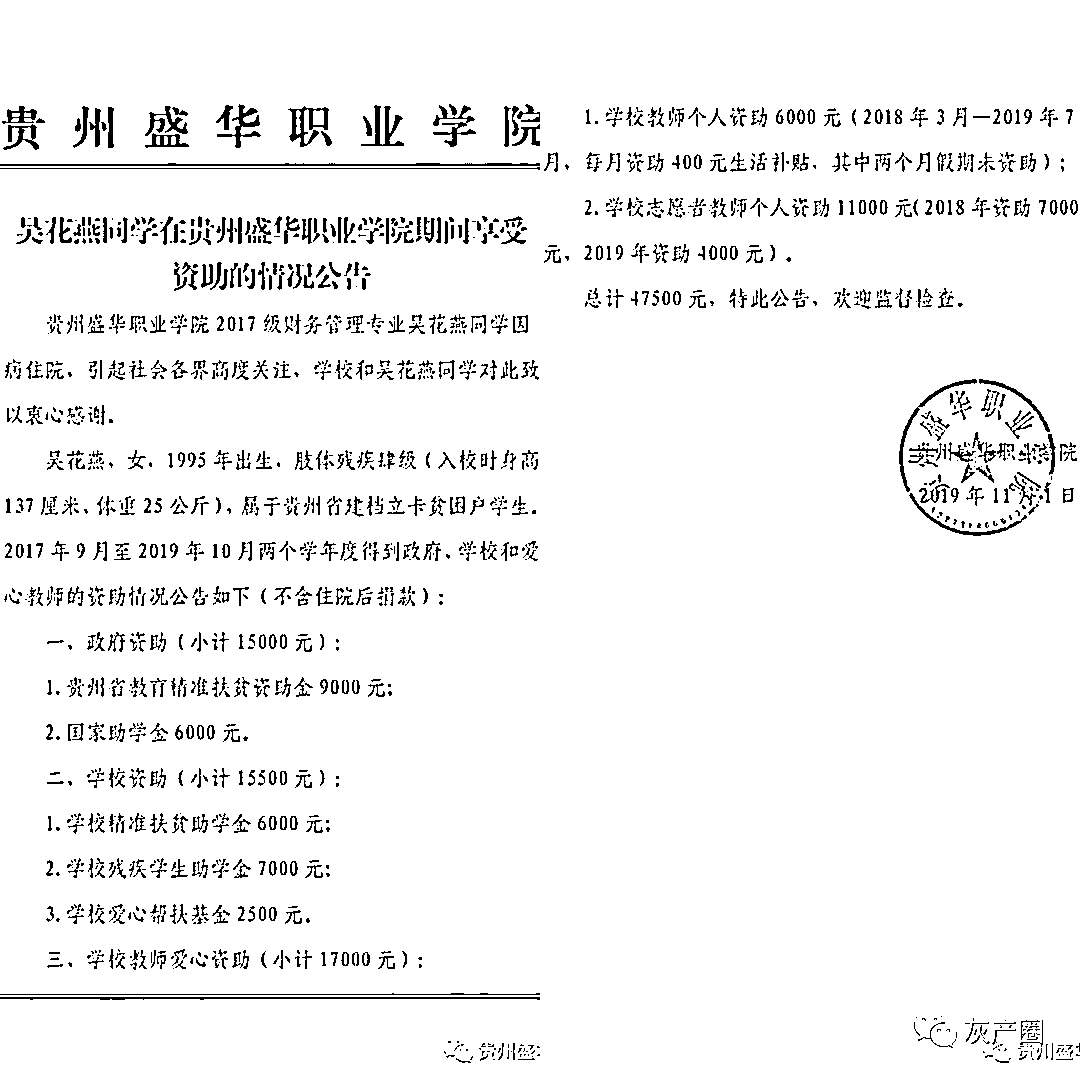 贵州盛华职业学院
吴花燕同学在贵州盛华职业学院期间享受
资助的情况公告
贵州盛华职业学院 2017 级财务管理专业吴花燕同学因
病住院，引起社会各界高度关注，学校和吴花燕同学对此致
以衷心感谢。
吴花燕，女，1995 年出生，肢体残疾肆级（入校时身高
137 厘米、体重 25 公斤），属于贵州省建档立卡贫困户学生。
2017 年 9 月至 2019 年 10 月两个学年度得到政府、学校和爱
心教师的资助情况公告如下（不含住院后捐款）：
一、政府资助（小计 15000 元）：
1.贵州省教育精准扶贫资助金 9000 元；
2.国家助学金 6000 元。
二、学校资助（小计 15500 元）：
1.学校精准扶贫助学金 6000 元；
2.学校残疾学生助学金 7000 元；
3.学校爱心帮扶基金 2500 元。
三、学校教师爱心资助（小计 17000 元）：
贵州盛
1.学校教师个人资助 6000 元（2018 年 3 月—2019 年 7
月，每月资助 400 元生活补贴，其中两个月假期未资助）；
2.学校志愿者教师个人资助 11000 元（2018 年资助 7000
元，2019 年资助 4000 元）。
总计 47500 元，特此公告，欢迎监督检查。
贵州盛华职业学院
州盛华职业学院
2019 年 11 月 1 日
灰产圈
贵州盛华